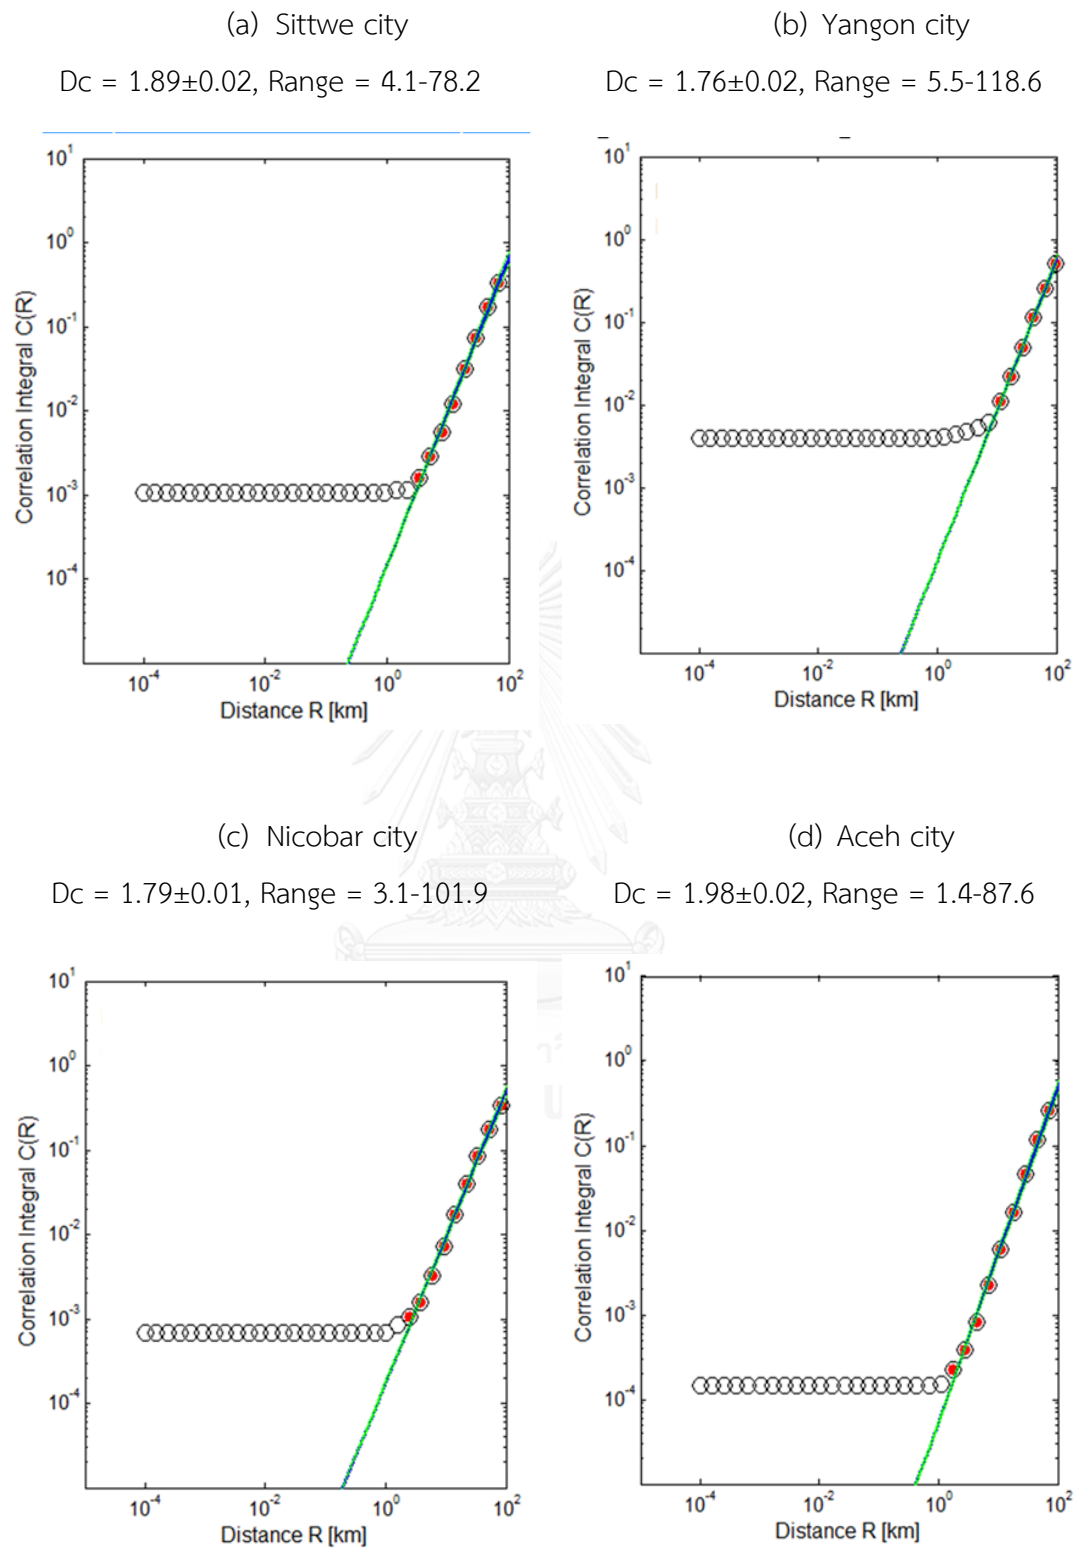 (a) Sittwe city
Dc = 1.89±0.02, Range = 4.1-78.2
10^1
10^0
10^-1
10^-2
10^-3
10^-4
Correlation Integral C(R)
10^-4 10^-2 10^0 10^2
Distance R [km]
(b) Yangon city
Dc = 1.76±0.02, Range = 5.5-118.6
10^1
10^0
10^-1
10^-2
10^-3
10^-4
Correlation Integral C(R)
10^-4 10^-2 10^0 10^2
Distance R [km]
(c) Nicobar city
Dc = 1.79±0.01, Range = 3.1-101.9
10^1
10^0
10^-1
10^-2
10^-3
10^-4
Correlation Integral C(R)
10^-4 10^-2 10^0 10^2
Distance R [km]
(d) Aceh city
Dc = 1.98±0.02, Range = 1.4-87.6
10^1
10^0
10^-1
10^-2
10^-3
10^-4
Correlation Integral C(R)
10^-4 10^-2 10^0 10^2
Distance R [km]